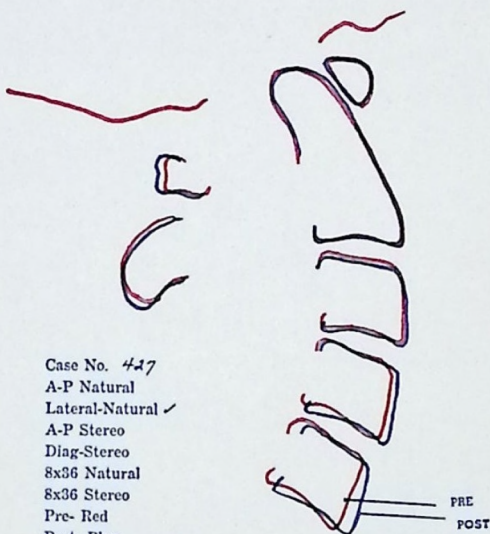 Case No. 427
A-P Natural
Lateral-Natural ✓
A-P Stereo
Diag-Stereo
8x36 Natural
8x36 Stereo
Pre- Red
PRE
POST